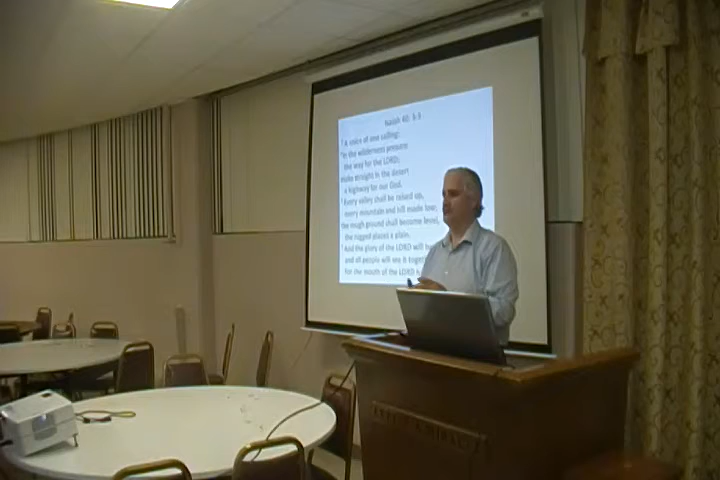 Isaiah 40: 3-5
3 A voice of one calling:
"In the wilderness prepare
the way for the LORD;
make straight in the desert
a highway for our God.
4 Every valley shall be raised up,
every mountain and hill made low;
the rough ground shall become level,
the rugged places a plain.
5 And the glory of the LORD will
and all people will see it
For the mouth of the LORD